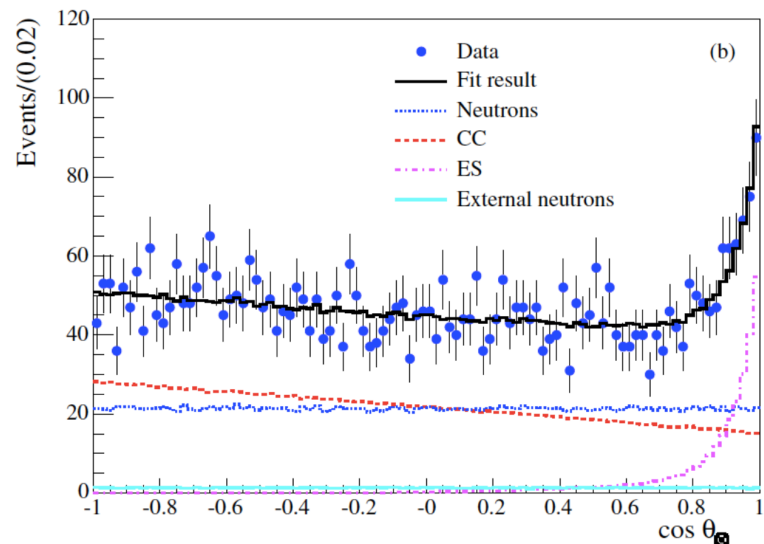 120
100
80
60
40
20
0
Events/(0.02)
Data
Fit result
Neutrons
CC
ES
External neutrons
(b)
-1 -0.8 -0.6 -0.4 -0.2 -0 0.2 0.4 0.6 0.8 1
cos θ